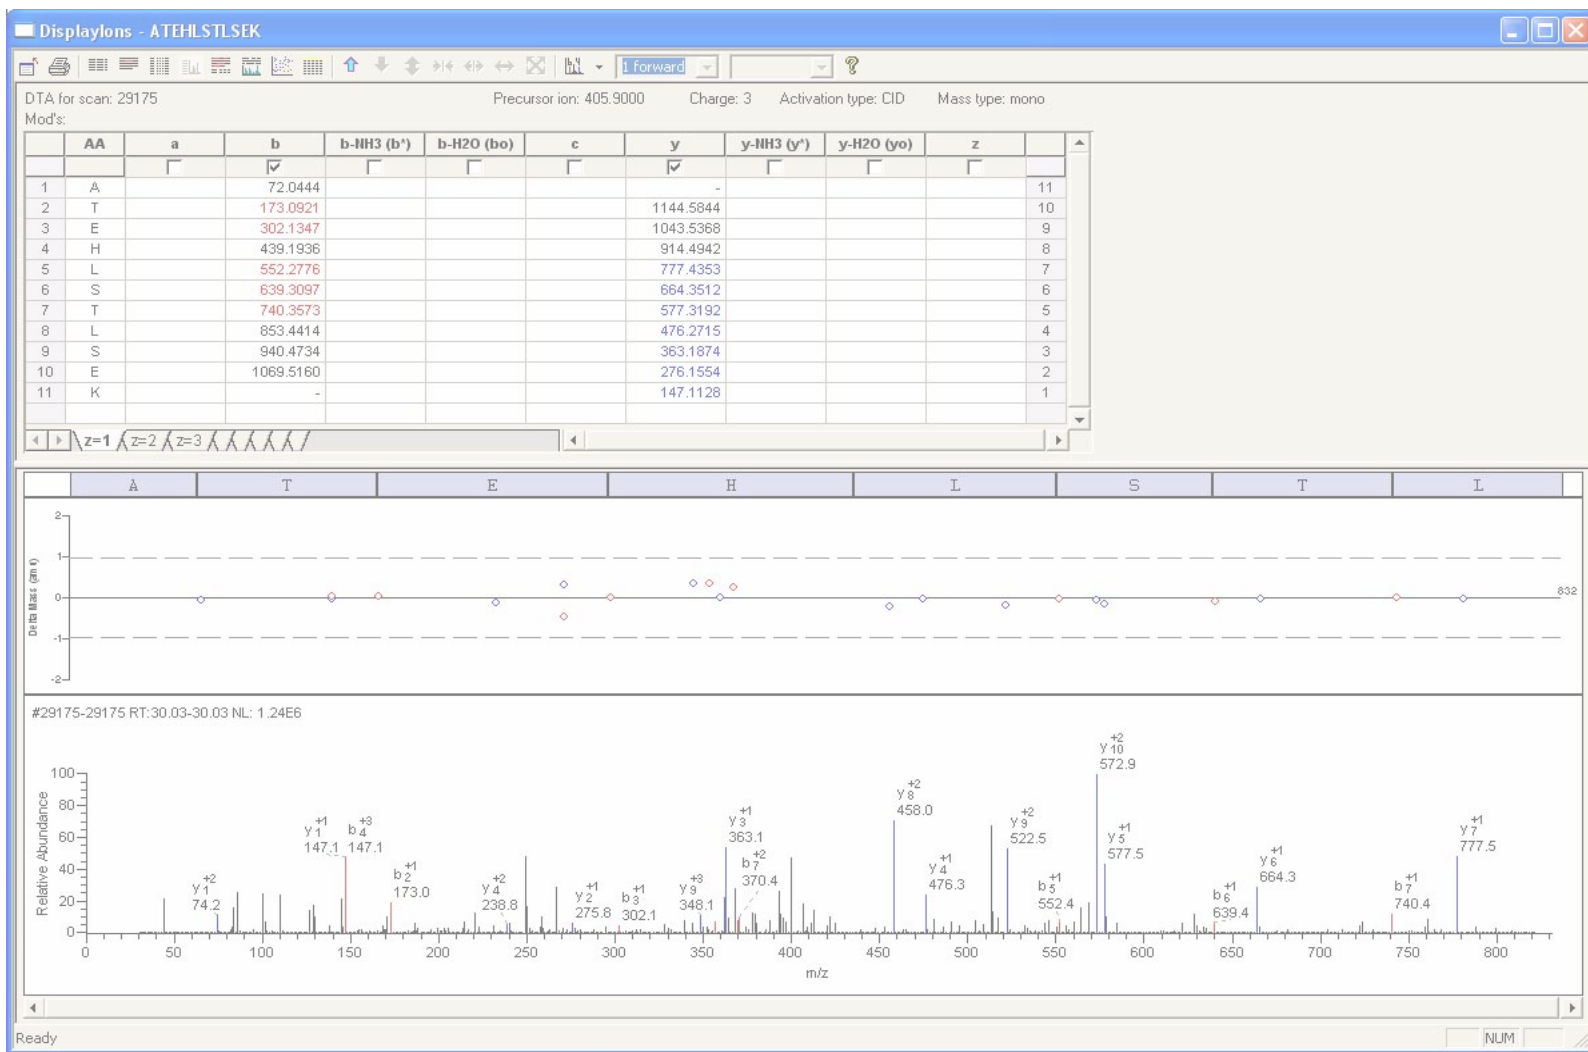 DisplayIons - ATEHLSTLSEK
1 forward
DTA for scan: 29175 Precursor ion: 405.9000 Charge: 3 Activation type: CID Mass type: mono
Mod's:
AA a b b-NH3 (b*) b-H2O (bo) c y y-NH3 (y*) y-H2O (yo) z
1 A 72.0444 - 11
2 T 173.0921 1144.5844 10
3 E 302.1347 1043.5368 9
4 H 439.1936 914.4942 8
5 L 552.2776 777.4353 7
6 S 639.3097 664.3512 6
7 T 740.3573 577.3192 5
8 L 853.4414 476.2715 4
9 S 940.4734 363.1874 3
10 E 1069.5160 276.1554 2
11 K - 147.1128 1
z=1 z=2 z=3
A T E H L S T L
2
1
0
-1
-2
Delta Mass (amu)
832
#29175-29175 RT:30.03-30.03 NL: 1.24E6
Relative Abundance
100
80
60
40
20
0
y1 +2
74.2
y1 +1
147.1
b4 +3
147.1
b2 +1
173.0
y4 +2
238.8
y2 +1
275.8
b3 +1
302.1
y9 +3
348.1
y3 +1
363.1
b7 +2
370.4
y8 +2
458.0
y4 +1
476.3
y9 +2
522.5
b5 +1
552.4
y10 +2
572.9
y5 +1
577.5
b6 +1
639.4
y6 +1
664.3
b7 +1
740.4
y7 +1
777.5
0 50 100 150 200 250 300 350 400 450 500 550 600 650 700 750 800
m/z
Ready NUM